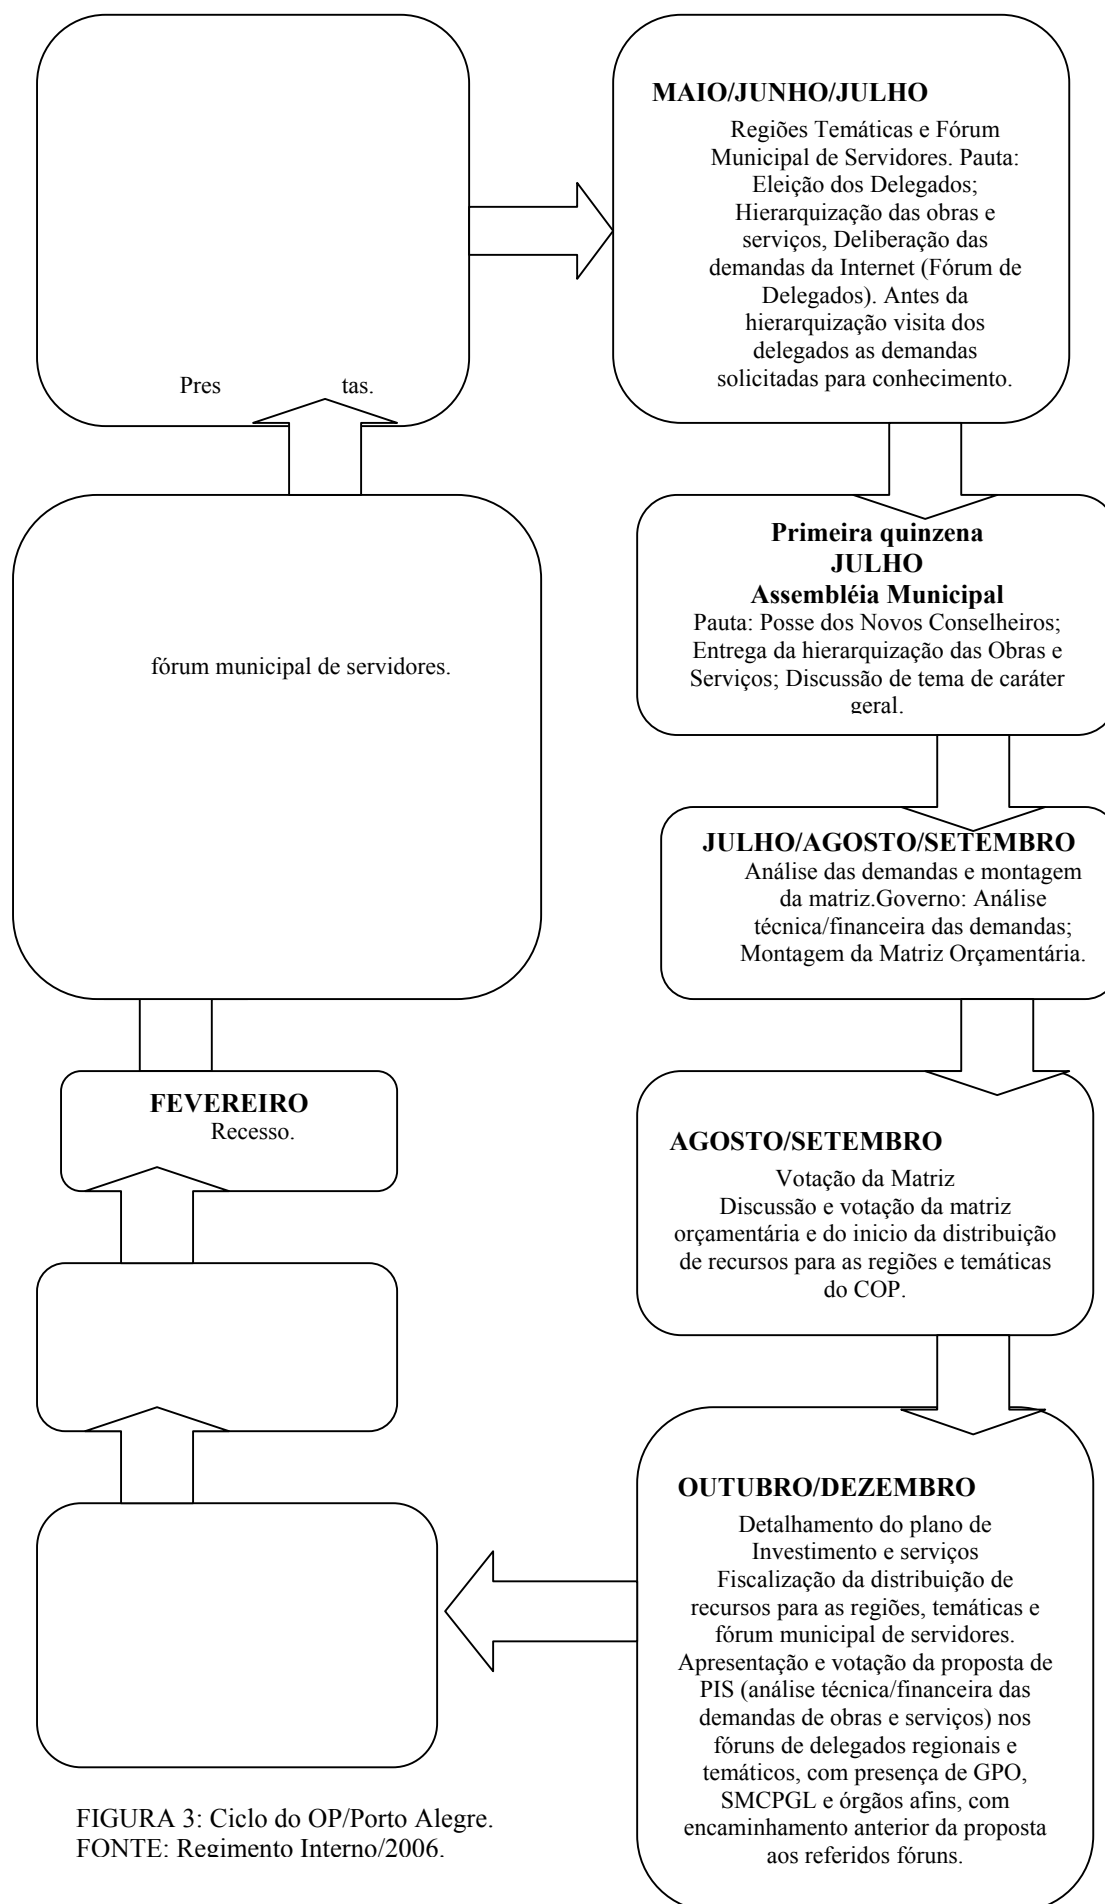 Pres tas.
MAIO/JUNHO/JULHO
Regiões Temáticas e Fórum
Municipal de Servidores. Pauta:
Eleição dos Delegados;
Hierarquização das obras e
serviços, Deliberação das
demandas da Internet (Fórum de
Delegados). Antes da
hierarquização visita dos
delegados as demandas
solicitadas para conhecimento.
fórum municipal de servidores.
Primeira quinzena
JULHO
Assembléia Municipal
Pauta: Posse dos Novos Conselheiros;
Entrega da hierarquização das Obras e
Serviços; Discussão de tema de caráter
geral.
JULHO/AGOSTO/SETEMBRO
Análise das demandas e montagem
da matriz.Governo: Análise
técnica/financeira das demandas;
Montagem da Matriz Orçamentária.
FEVEREIRO
Recesso.
AGOSTO/SETEMBRO
Votação da Matriz
Discussão e votação da matriz
orçamentária e do inicio da distribuição
de recursos para as regiões e temáticas
do COP.
OUTUBRO/DEZEMBRO
Detalhamento do plano de
Investimento e serviços
Fiscalização da distribuição de
recursos para as regiões, temáticas e
fórum municipal de servidores.
Apresentação e votação da proposta de
PIS (análise técnica/financeira das
demandas de obras e serviços) nos
fóruns de delegados regionais e
temáticos, com presença de GPO,
SMCPGL e órgãos afins, com
encaminhamento anterior da proposta
aos referidos fóruns.
FIGURA 3: Ciclo do OP/Porto Alegre.
FONTE: Regimento Interno/2006.